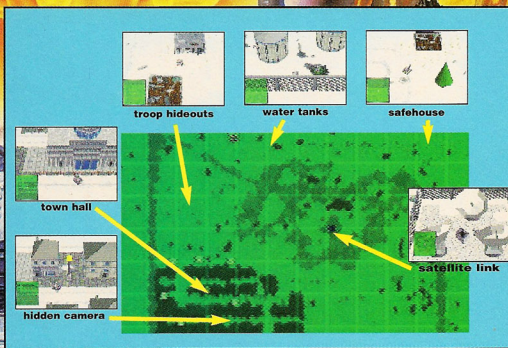 troop hideouts
water tanks
safehouse
town hall
satellite link
hidden camera